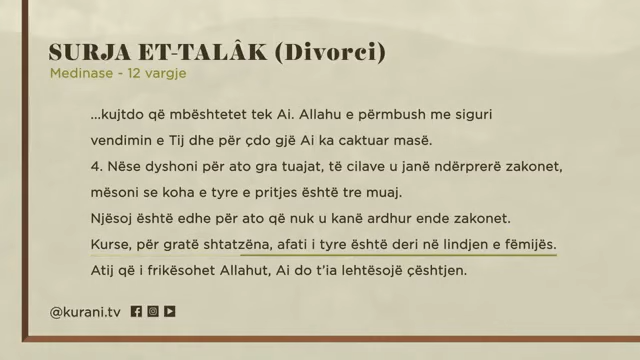 SURJA ET-TALÂK (Divorci)
Medinase - 12 vargje
...kujtdo që mbështetet tek Ai. Allahu e përmbush me siguri
vendimin e Tij dhe për çdo gjë Ai ka caktuar masë.
4. Nëse dyshoni për ato gra tuajat, të cilave u janë ndërprerë zakonet,
mësoni se koha e tyre e pritjes është tre muaj.
Njësoj është edhe për ato që nuk u kanë ardhur ende zakonet.
Kurse, për gratë shtatzëna, afati i tyre është deri në lindjen e fëmijës.
Atij që i frikësohet Allahut, Ai do t'ia lehtësojë çështjen.
@kurani.tv